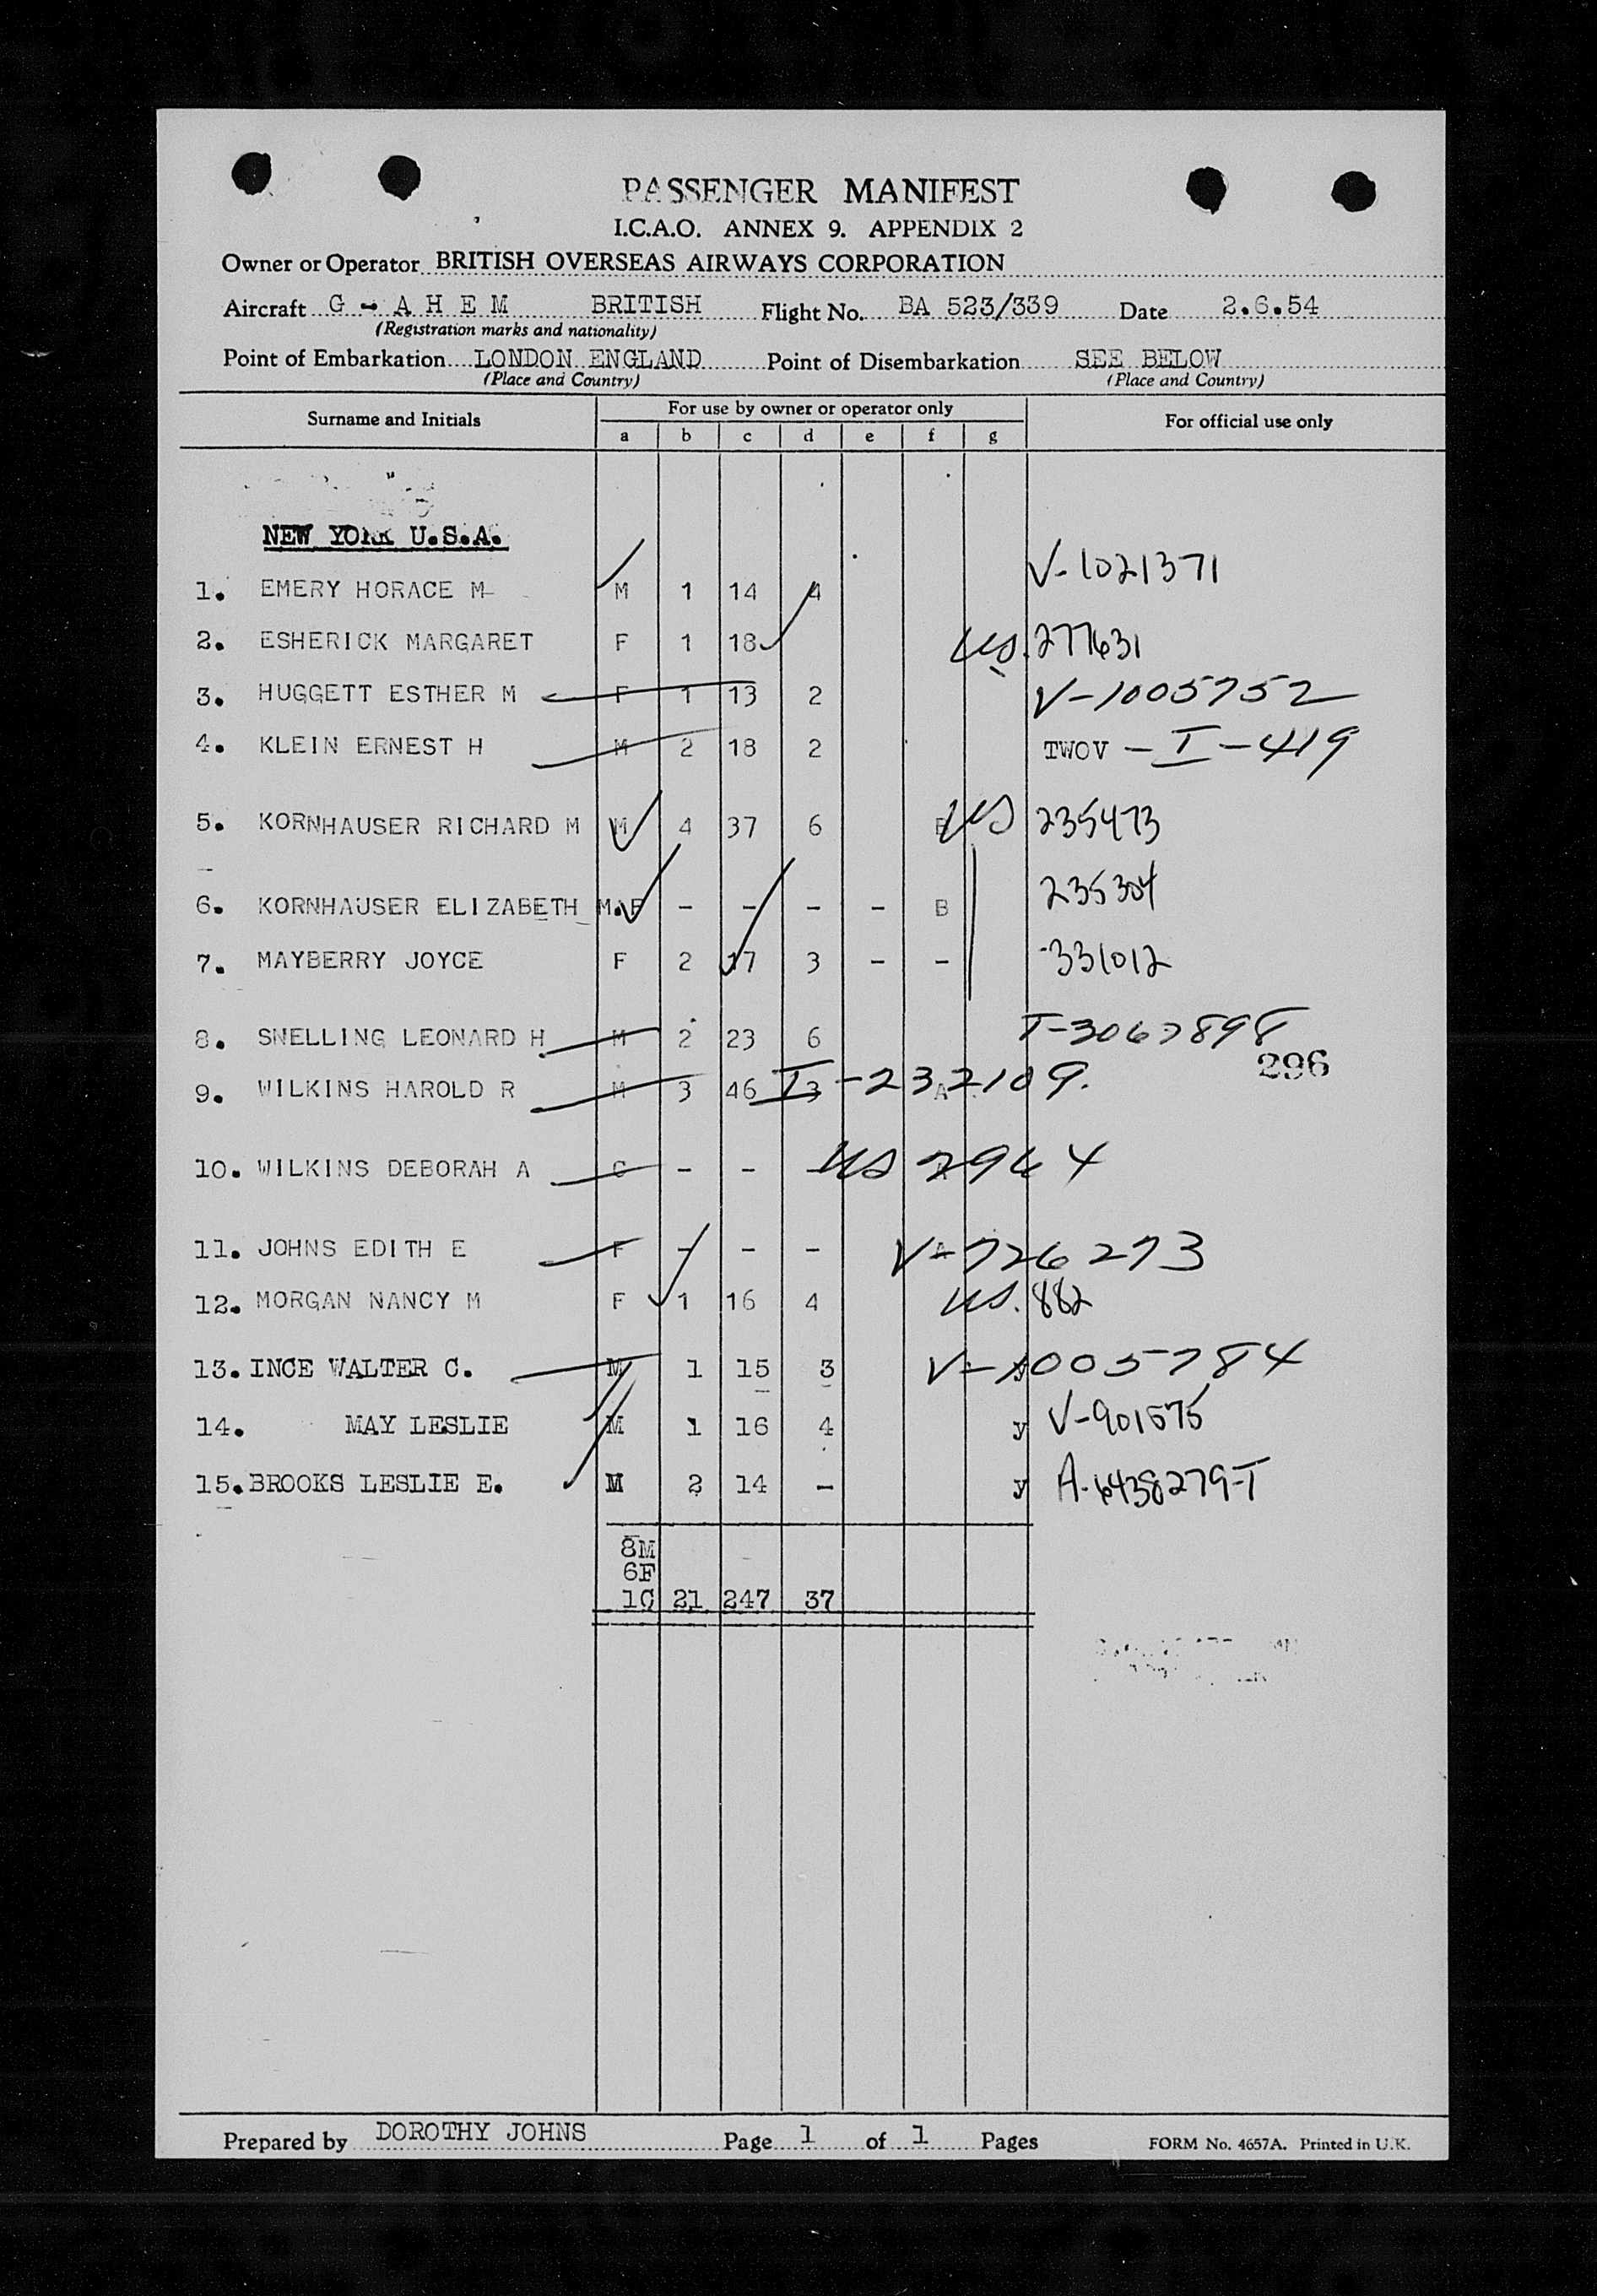 PASSENGER MANIFEST
I.C.A.O. ANNEX 9. APPENDIX 2
Owner or Operator BRITISH OVERSEAS AIRWAYS CORPORATION
Aircraft G - A H E M BRITISH Flight No. BA 523/339 Date 2.6.54
(Registration marks and nationality)
Point of Embarkation LONDON ENGLAND Point of Disembarkation SEE BELOW
(Place and Country) (Place and Country)
Surname and Initials For use by owner or operator only For official use only
a b c d e f g
NEW YORK U.S.A.
1. EMERY HORACE M M 1 14 4 V-1021371
2. ESHERICK MARGARET F 1 18 US. 277631
3. HUGGETT ESTHER M F 1 13 2 V-1005752
4. KLEIN ERNEST H M 2 18 2 TWOV - I - 419
5. KORNHAUSER RICHARD M M 4 37 6 US 235473
6. KORNHAUSER ELIZABETH M.F - - - - B 235304
7. MAYBERRY JOYCE F 2 17 3 - - -331012
8. SNELLING LEONARD H M 2 23 6 T-3067898
296
9. WILKINS HAROLD R M 3 46 3 A I-232109.
10. WILKINS DEBORAH A C - - - US 2964
11. JOHNS EDITH E F - - - A V-726273
12. MORGAN NANCY M F 1 16 4 US. 882
13. INCE WALTER C. M 1 15 3 V-1005784
14. MAY LESLIE M 1 16 4 y V-901575
15. BROOKS LESLIE E. M 2 14 - y A-6438279-T
8M
6F
1C 21 247 37
Prepared by DOROTHY JOHNS Page 1 of 1 Pages FORM No. 4657A. Printed in U.K.